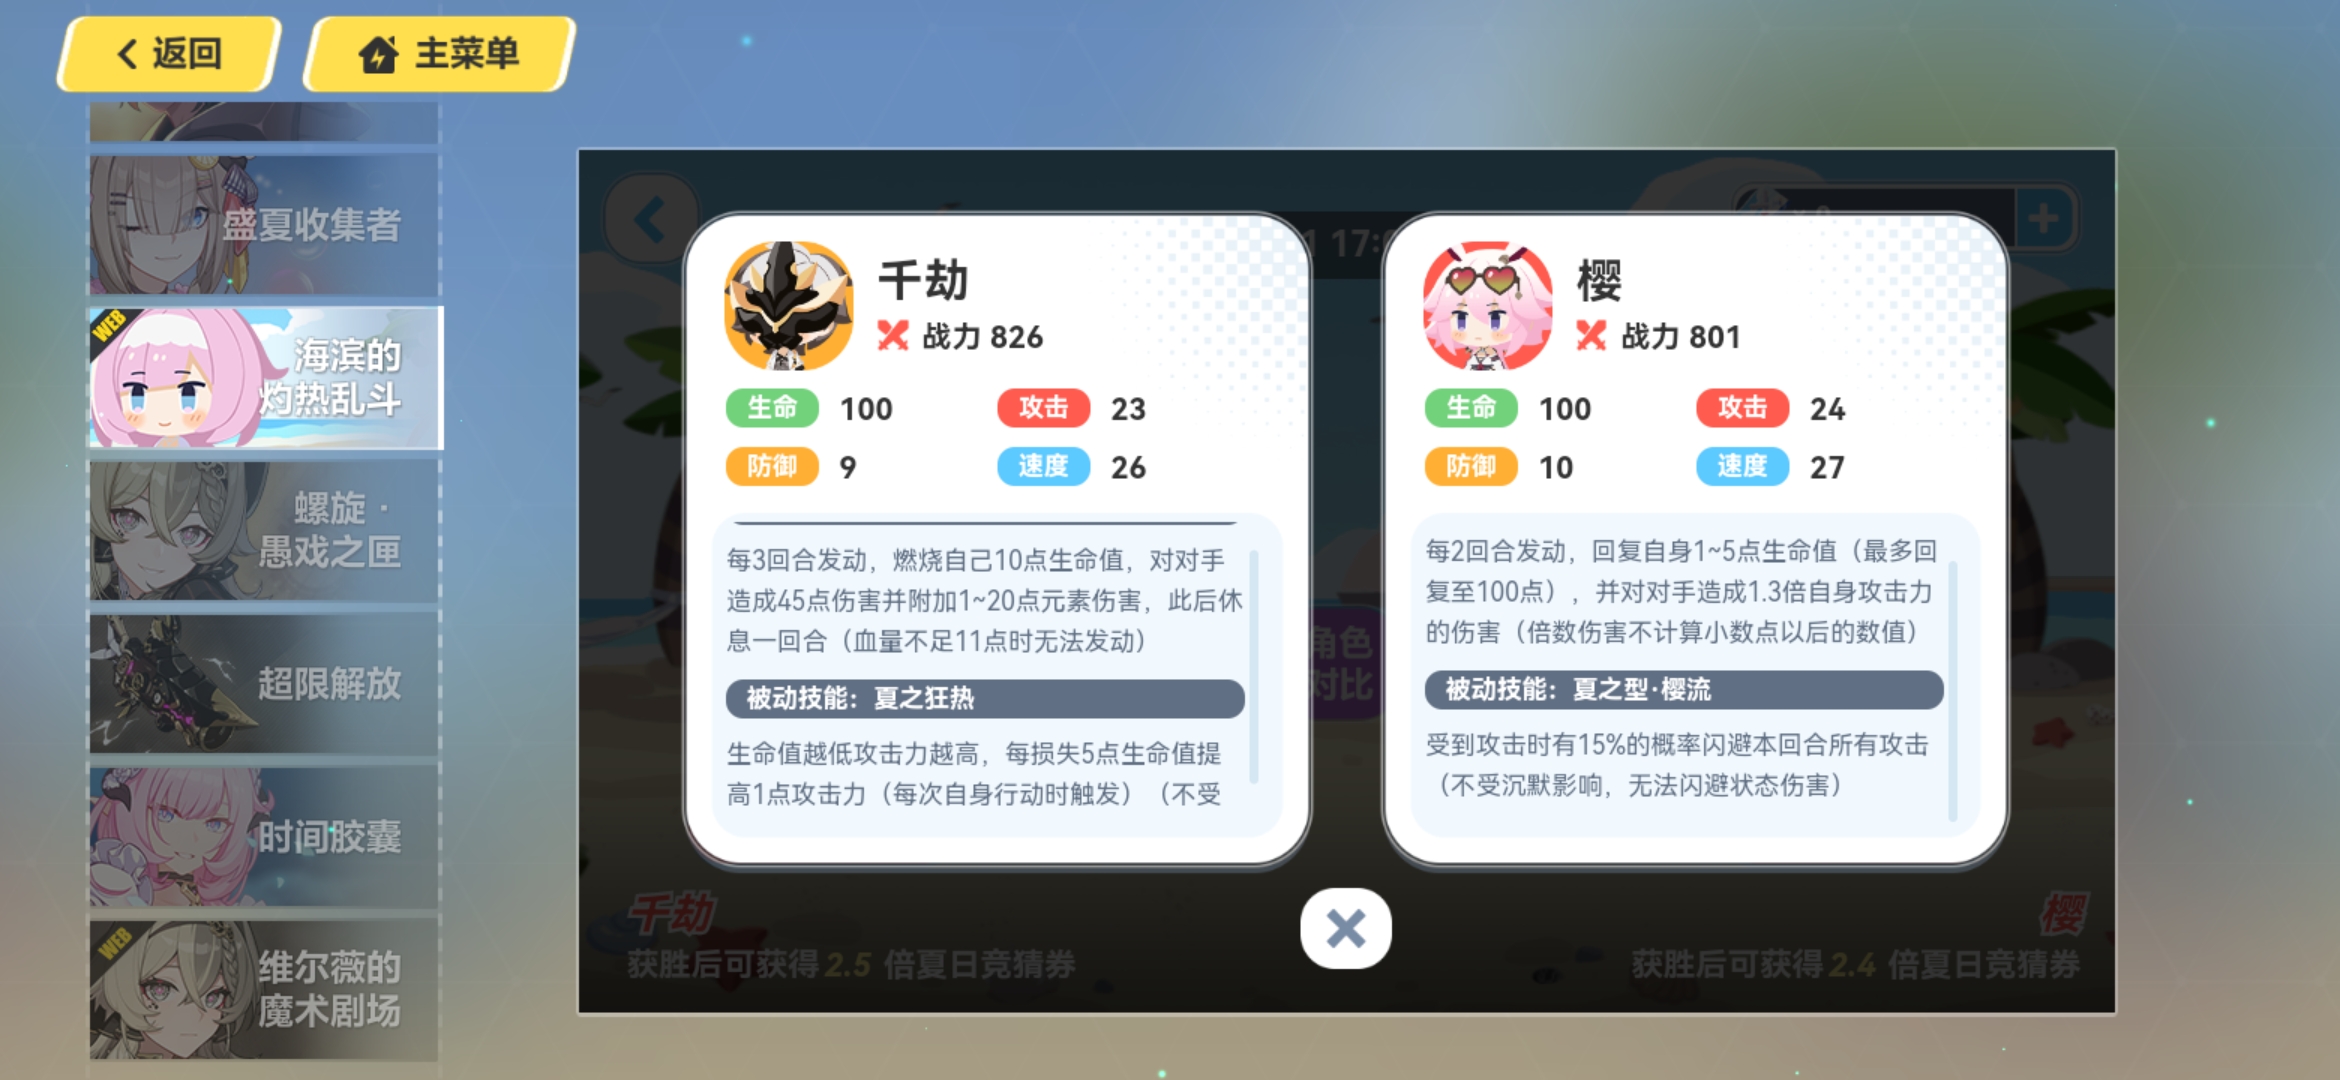 返回
主菜单
盛夏收集者
WEB
海滨的
灼热乱斗
螺旋·
愚戏之匣
超限解放
时间胶囊
WEB
维尔薇的
魔术剧场
1 17:
千劫
战力 826
生命 100 攻击 23
防御 9 速度 26
每3回合发动，燃烧自己10点生命值，对对手
造成45点伤害并附加1~20点元素伤害，此后休
息一回合（血量不足11点时无法发动）
被动技能：夏之狂热
生命值越低攻击力越高，每损失5点生命值提
高1点攻击力（每次自身行动时触发）（不受
角色
对比
樱
战力 801
生命 100 攻击 24
防御 10 速度 27
每2回合发动，回复自身1~5点生命值（最多回
复至100点），并对对手造成1.3倍自身攻击力
的伤害（倍数伤害不计算小数点以后的数值）
被动技能：夏之型·樱流
受到攻击时有15%的概率闪避本回合所有攻击
（不受沉默影响，无法闪避状态伤害）
千劫
获胜后可获得2.5 倍夏日竞猜券
樱
获胜后可获得2.4 倍夏日竞猜券